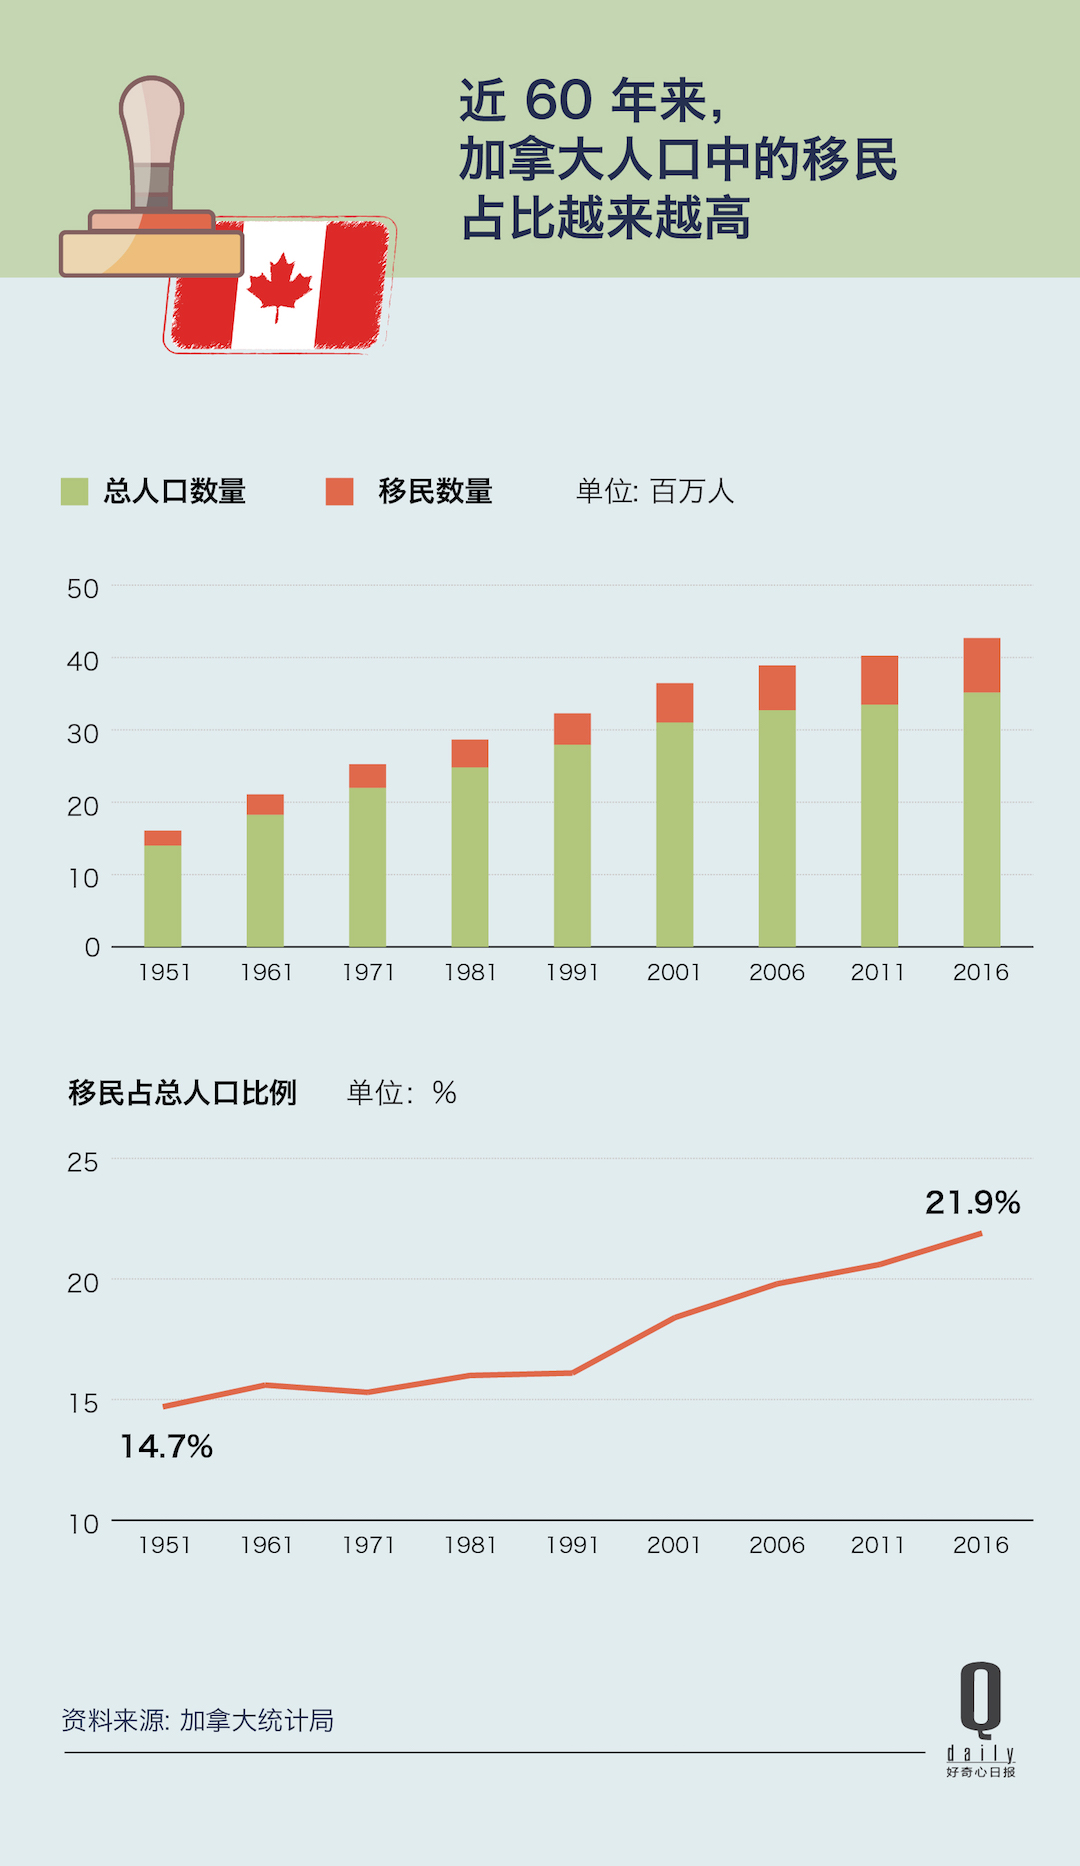 近 60 年来，
加拿大人口中的移民
占比越来越高
总人口数量 移民数量 单位: 百万人
50
40
30
20
10
0
1951 1961 1971 1981 1991 2001 2006 2011 2016
移民占总人口比例 单位：%
25
21.9%
20
15
14.7%
10
1951 1961 1971 1981 1991 2001 2006 2011 2016
资料来源: 加拿大统计局
Q
daily
好奇心日报